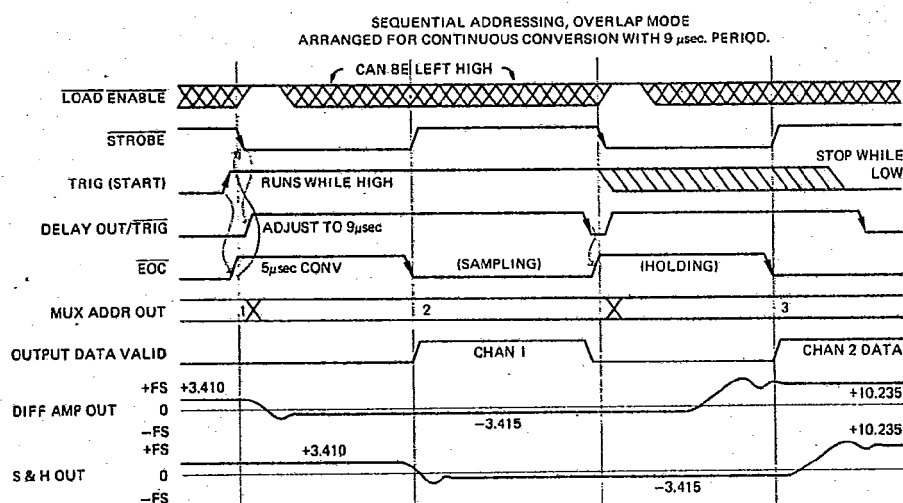 SEQUENTIAL ADDRESSING, OVERLAP MODE
ARRANGED FOR CONTINUOUS CONVERSION WITH 9 μsec. PERIOD.
CAN BE LEFT HIGH
LOAD ENABLE
STROBE
TRIG (START)
RUNS WHILE HIGH
STOP WHILE
LOW
DELAY OUT/TRIG
ADJUST TO 9μsec
EOC
5μsec CONV
(SAMPLING)
(HOLDING)
MUX ADDR OUT
1
2
3
OUTPUT DATA VALID
CHAN 1
CHAN 2 DATA
+FS
+3.410
DIFF AMP OUT
0
-3.415
+10.235
-FS
+FS
+3.410
+10.235
S & H OUT
0
-3.415
-FS